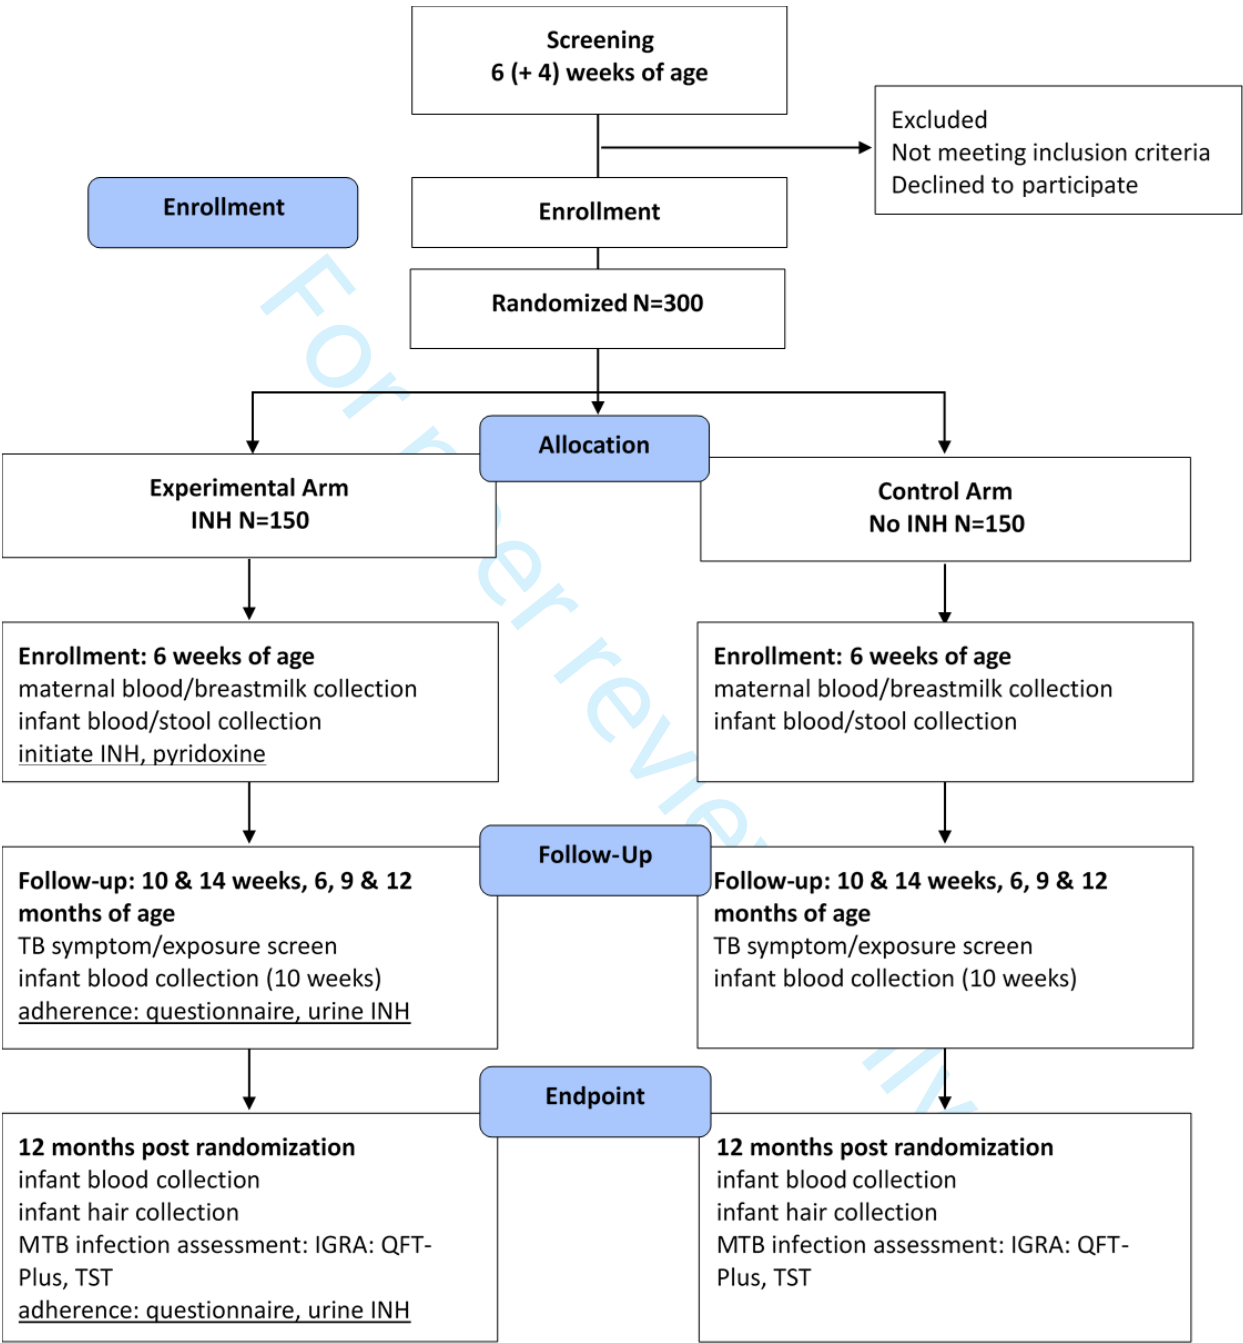 Screening
6 (+ 4) weeks of age
Excluded
Not meeting inclusion criteria
Declined to participate
Enrollment
Enrollment
Randomized N=300
Allocation
Experimental Arm
INH N=150
Control Arm
No INH N=150
Enrollment: 6 weeks of age
maternal blood/breastmilk collection
infant blood/stool collection
initiate INH, pyridoxine
Enrollment: 6 weeks of age
maternal blood/breastmilk collection
infant blood/stool collection
Follow-Up
Follow-up: 10 & 14 weeks, 6, 9 & 12
months of age
TB symptom/exposure screen
infant blood collection (10 weeks)
adherence: questionnaire, urine INH
Follow-up: 10 & 14 weeks, 6, 9 & 12
months of age
TB symptom/exposure screen
infant blood collection (10 weeks)
Endpoint
12 months post randomization
infant blood collection
infant hair collection
MTB infection assessment: IGRA: QFT-
Plus, TST
adherence: questionnaire, urine INH
12 months post randomization
infant blood collection
infant hair collection
MTB infection assessment: IGRA: QFT-
Plus, TST
For
review